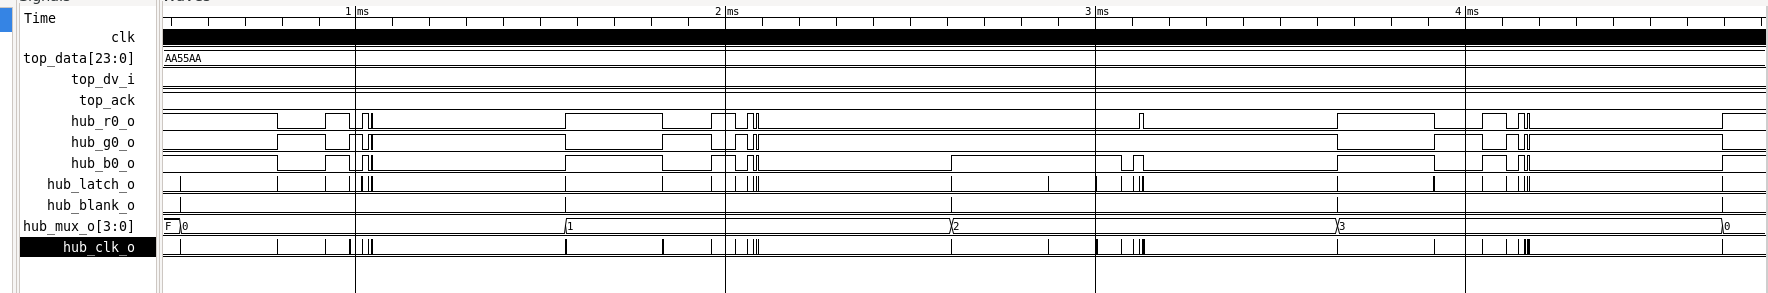 Time
1 ms 2 ms 3 ms 4 ms
clk
top_data[23:0] AA55AA
top_dv_i
top_ack
hub_r0_o
hub_g0_o
hub_b0_o
hub_latch_o
hub_blank_o
hub_mux_o[3:0] F 0 1 2 3 0
hub_clk_o